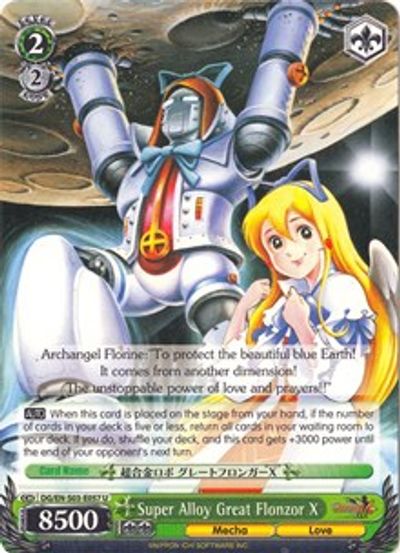 2
2
Archangel Florine: "To protect the beautiful blue Earth!
It comes from another dimension!
The unstoppable power of love and prayers!!"
AUTO When this card is placed on the stage from your hand, if the number
of cards in your deck is five or less, return all cards in your waiting room
to your deck. If you do, shuffle your deck, and this card gets +3000 power until
end of turn.
Card Name 超合金ロボ グレートフロンガーX
DG/EN-S03-E057 U
Super Alloy Great Flonzor X
8500
Mecha
Love
©NIPPON ICHI SOFTWARE INC.